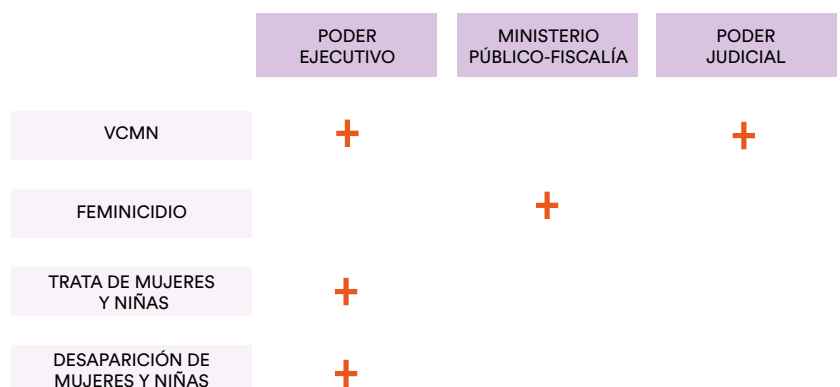 PODER
EJECUTIVO
MINISTERIO
PÚBLICO-FISCALÍA
PODER
JUDICIAL
VCMN
+
+
FEMINICIDIO
+
TRATA DE MUJERES
Y NIÑAS
+
DESAPARICIÓN DE
MUJERES Y NIÑAS
+